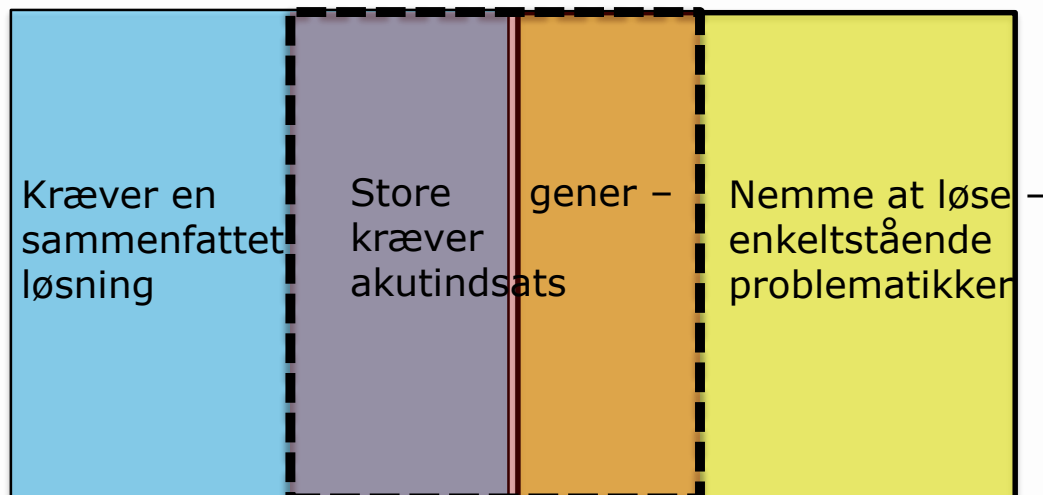 Kræver en
sammenfattet
løsning
Store gener –
kræver
akutindsats
Nemme at løse –
enkeltstående
problematikker